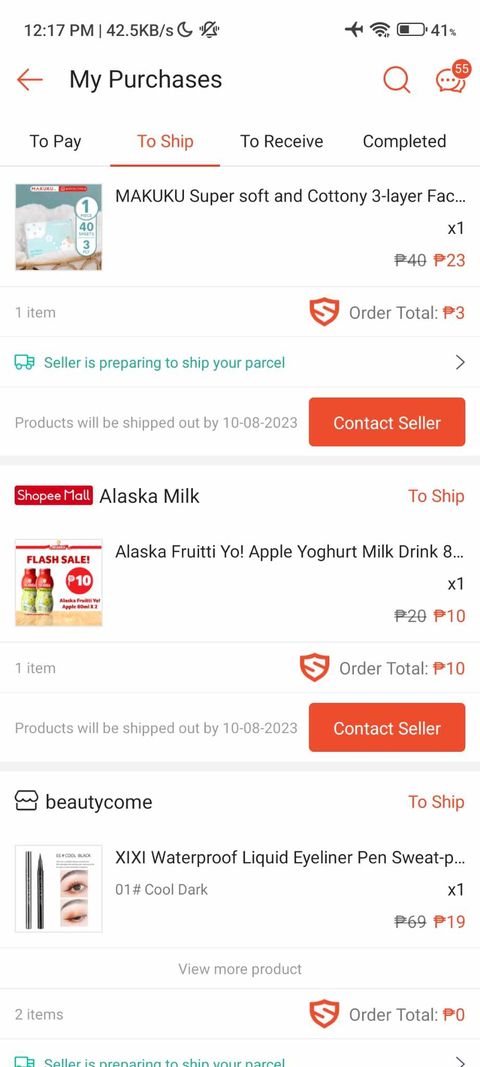 12:17 PM | 42.5KB/s
41%
My Purchases
55
To Pay
To Ship
To Receive
Completed
MAKUKU
1
PIECE
40
SHEETS
3
PLY
MAKUKU Super soft and Cottony 3-layer Fac...
x1
₱40 ₱23
1 item
Order Total: ₱3
Seller is preparing to ship your parcel
Products will be shipped out by 10-08-2023
Contact Seller
Shopee Mall Alaska Milk
To Ship
FLASH SALE!
₱10
Alaska Fruitti Yo!
Apple 80ml X 2
Alaska Fruitti Yo! Apple Yoghurt Milk Drink 8...
x1
₱20 ₱10
1 item
Order Total: ₱10
Products will be shipped out by 10-08-2023
Contact Seller
beautycome
To Ship
COOL BLACK
XIXI Waterproof Liquid Eyeliner Pen Sweat-p...
01# Cool Dark
x1
₱69 ₱19
View more product
2 items
Order Total: ₱0
Seller is preparing to ship your parcel